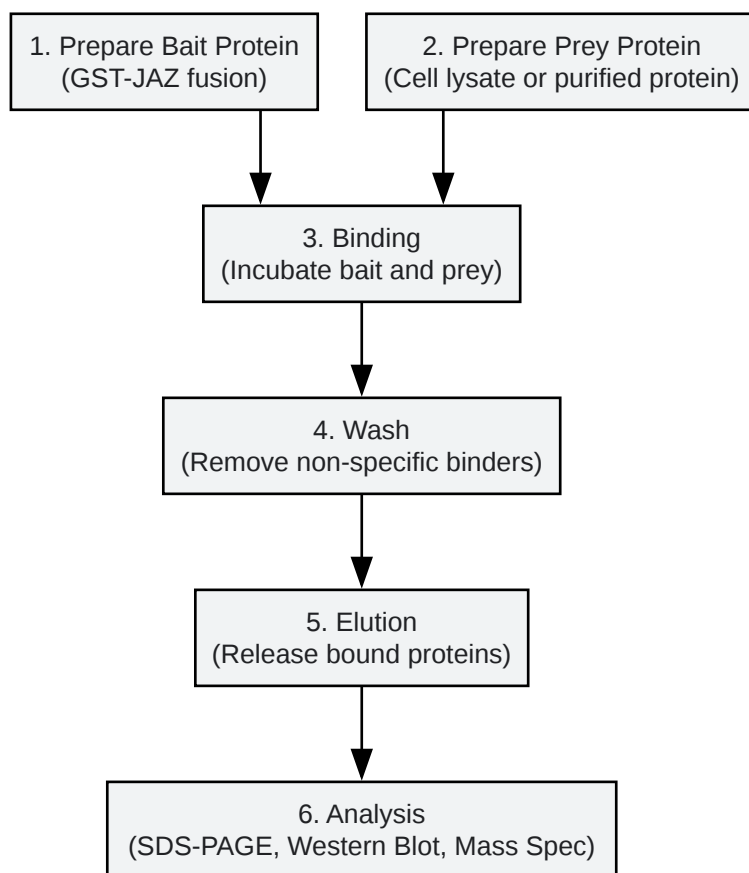 1. Prepare Bait Protein
(GST-JAZ fusion)
2. Prepare Prey Protein
(Cell lysate or purified protein)
3. Binding
(Incubate bait and prey)
4. Wash
(Remove non-specific binders)
5. Elution
(Release bound proteins)
6. Analysis
(SDS-PAGE, Western Blot, Mass Spec)